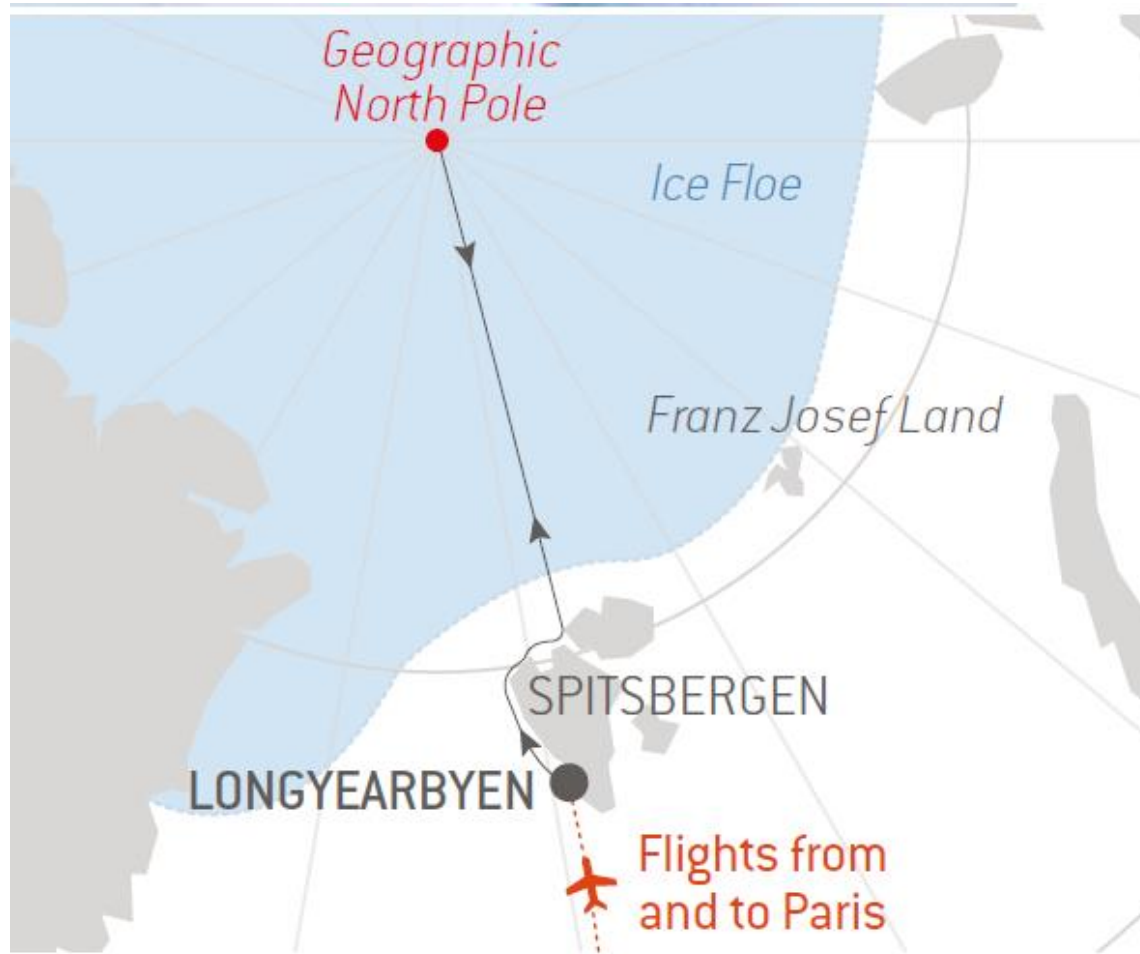 Geographic
North Pole
Ice Floe
Franz Josef Land
SPITSBERGEN
LONGYEARBYEN
Flights from
and to Paris